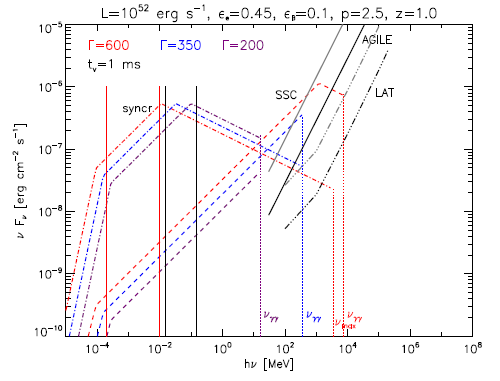 L=10^52 erg s^-1, ϵ_e=0.45, ϵ_B=0.1, p=2.5, z=1.0
Γ=600 Γ=350 Γ=200
t_v=1 ms
AGILE
SSC
LAT
syncr.
ν F_ν [erg cm^-2 s^-1]
10^-5
10^-6
10^-7
10^-8
10^-9
10^-10
ν_γγ ν_γγ ν_max ν_γγ
10^-4 10^-2 10^0 10^2 10^4 10^6 10^8
hν [MeV]